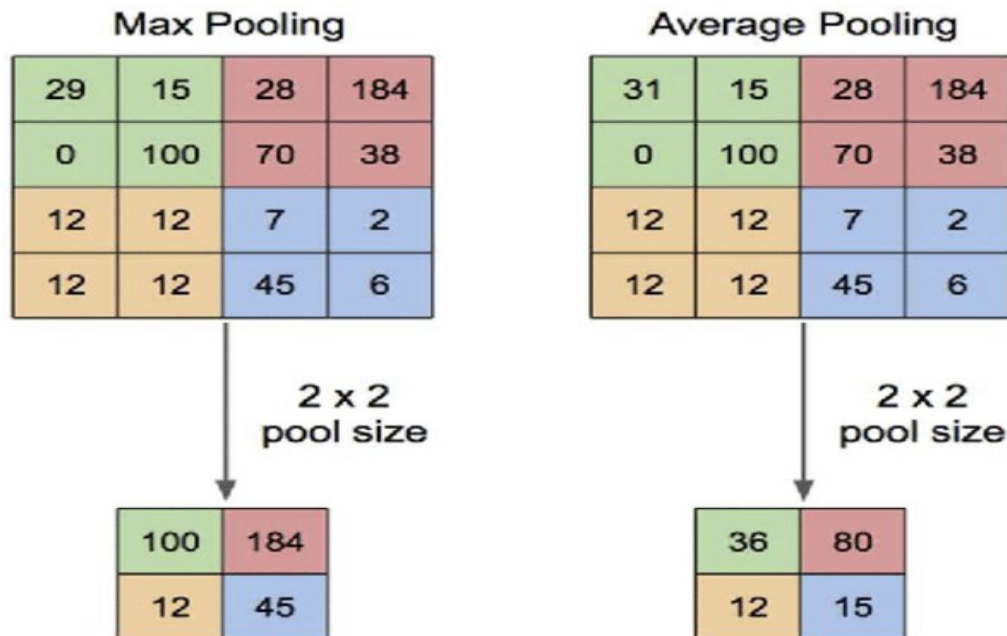 Max Pooling
29 15 28 184
0 100 70 38
12 12 7 2
12 12 45 6
2 x 2
pool size
100 184
12 45
Average Pooling
31 15 28 184
0 100 70 38
12 12 7 2
12 12 45 6
2 x 2
pool size
36 80
12 15